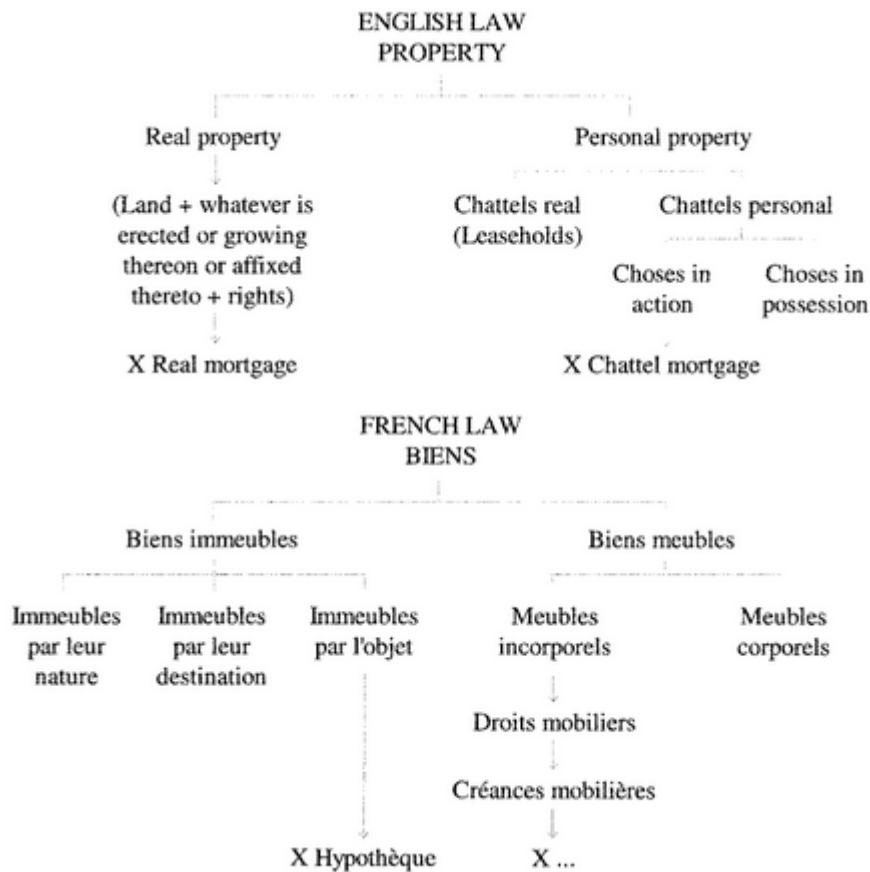 ENGLISH LAW
PROPERTY
Real property
Personal property
(Land + whatever is
erected or growing
thereon or affixed
thereto + rights)
Chattels real
(Leaseholds)
Chattels personal
Choses in
action
Choses in
possession
X Real mortgage
X Chattel mortgage
FRENCH LAW
BIENS
Biens immeubles
Biens meubles
Immeubles
par leur
nature
Immeubles
par leur
destination
Immeubles
par l'objet
Meubles
incorporels
Meubles
corporels
Droits mobiliers
Créances mobilières
X Hypothèque
X ...